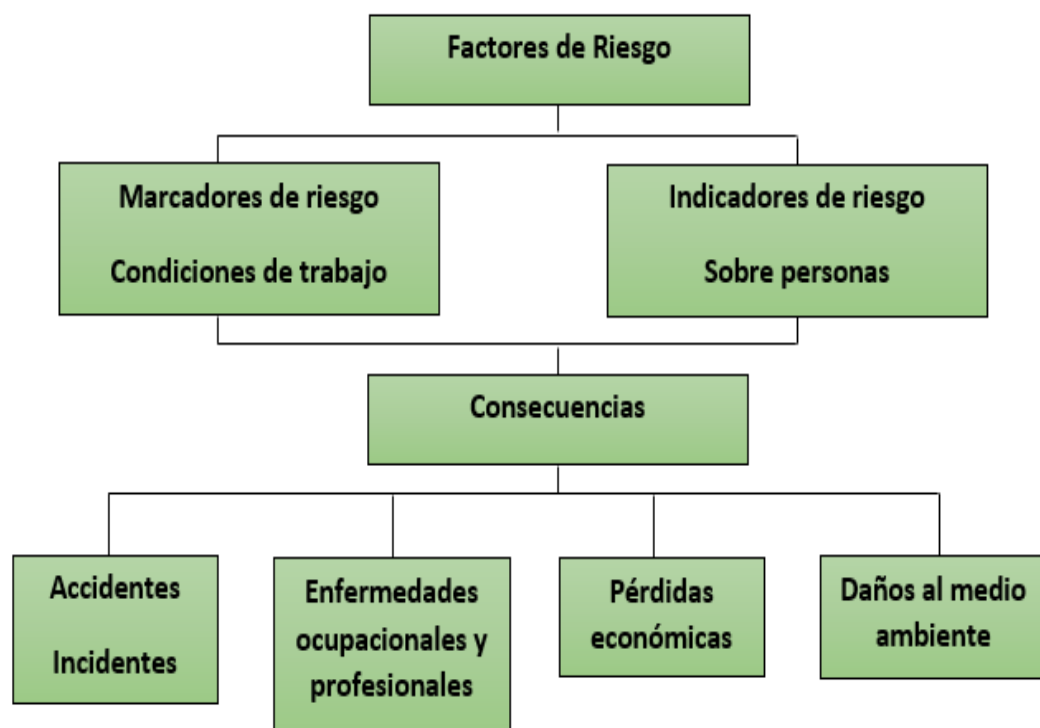 Factores de Riesgo
Marcadores de riesgo
Condiciones de trabajo
Indicadores de riesgo
Sobre personas
Consecuencias
Accidentes
Incidentes
Enfermedades
ocupacionales y
profesionales
Pérdidas
económicas
Daños al medio
ambiente